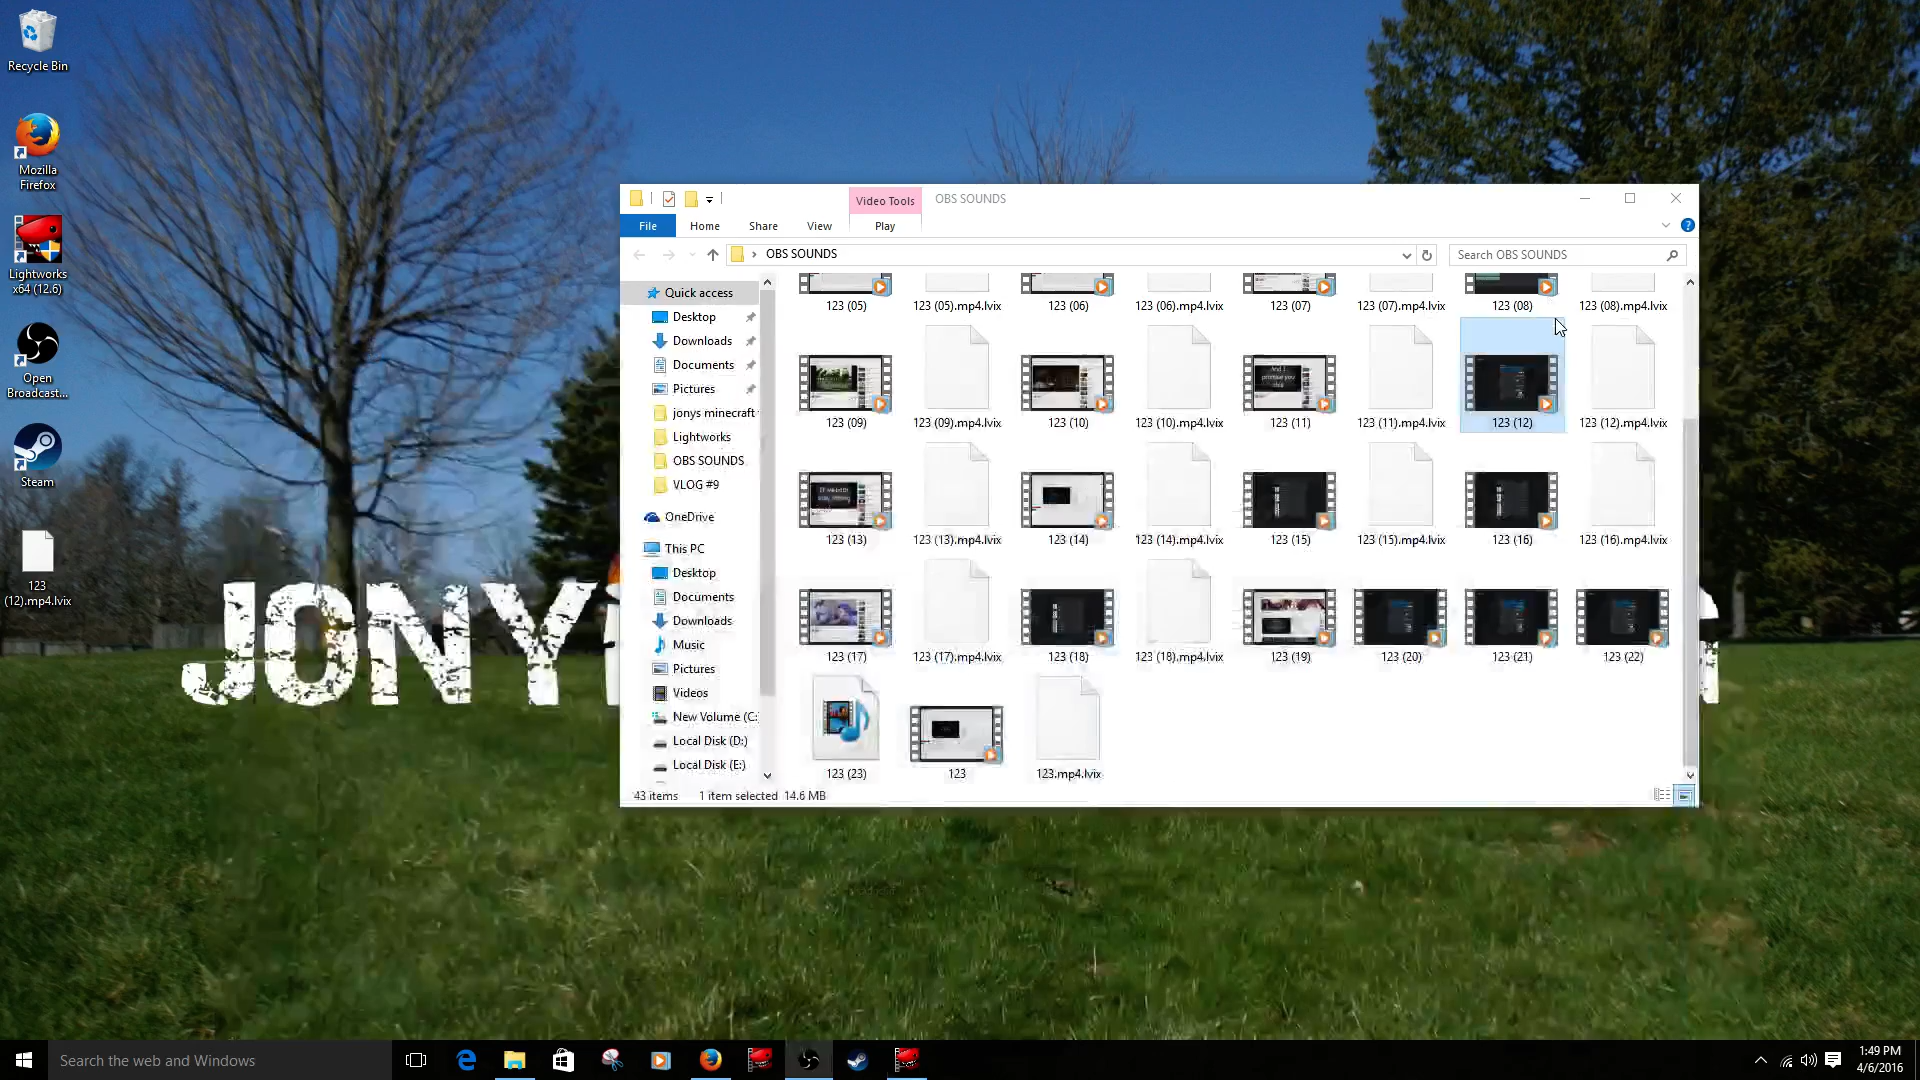 Recycle Bin
Mozilla
Firefox
Lightworks
x64 (12.6)
Open
Broadcast...
Steam
123
(12).mp4.lvix
JONY
Video Tools
OBS SOUNDS
File
Home
Share
View
Play
OBS SOUNDS
Search OBS SOUNDS
Quick access
Desktop
Downloads
Documents
Pictures
jonys minecraft
Lightworks
OBS SOUNDS
VLOG #9
OneDrive
This PC
Desktop
Documents
Downloads
Music
Pictures
Videos
New Volume (C:
Local Disk (D:)
Local Disk (E:)
123 (05)
123 (05).mp4.lvix
123 (06)
123 (06).mp4.lvix
123 (07)
123 (07).mp4.lvix
123 (08)
123 (08).mp4.lvix
123 (09)
123 (09).mp4.lvix
123 (10)
123 (10).mp4.lvix
123 (11)
123 (11).mp4.lvix
123 (12)
123 (12).mp4.lvix
123 (13)
123 (13).mp4.lvix
123 (14)
123 (14).mp4.lvix
123 (15)
123 (15).mp4.lvix
123 (16)
123 (16).mp4.lvix
123 (17)
123 (17).mp4.lvix
123 (18)
123 (18).mp4.lvix
123 (19)
123 (20)
123 (21)
123 (22)
123 (23)
123
123.mp4.lvix
43 items
1 item selected 14.6 MB
Search the web and Windows
1:49 PM
4/6/2016